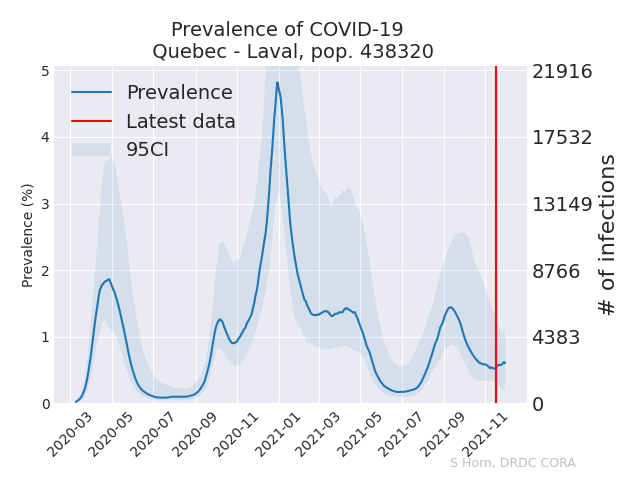 Prevalence of COVID-19
Quebec - Laval, pop. 438320
Prevalence
Latest data
95CI
Prevalence (%)
5
4
3
2
1
0
21916
17532
13149
8766
4383
0
# of infections
2020-03
2020-05
2020-07
2020-09
2020-11
2021-01
2021-03
2021-05
2021-07
2021-09
2021-11
S Horn, DRDC CORA